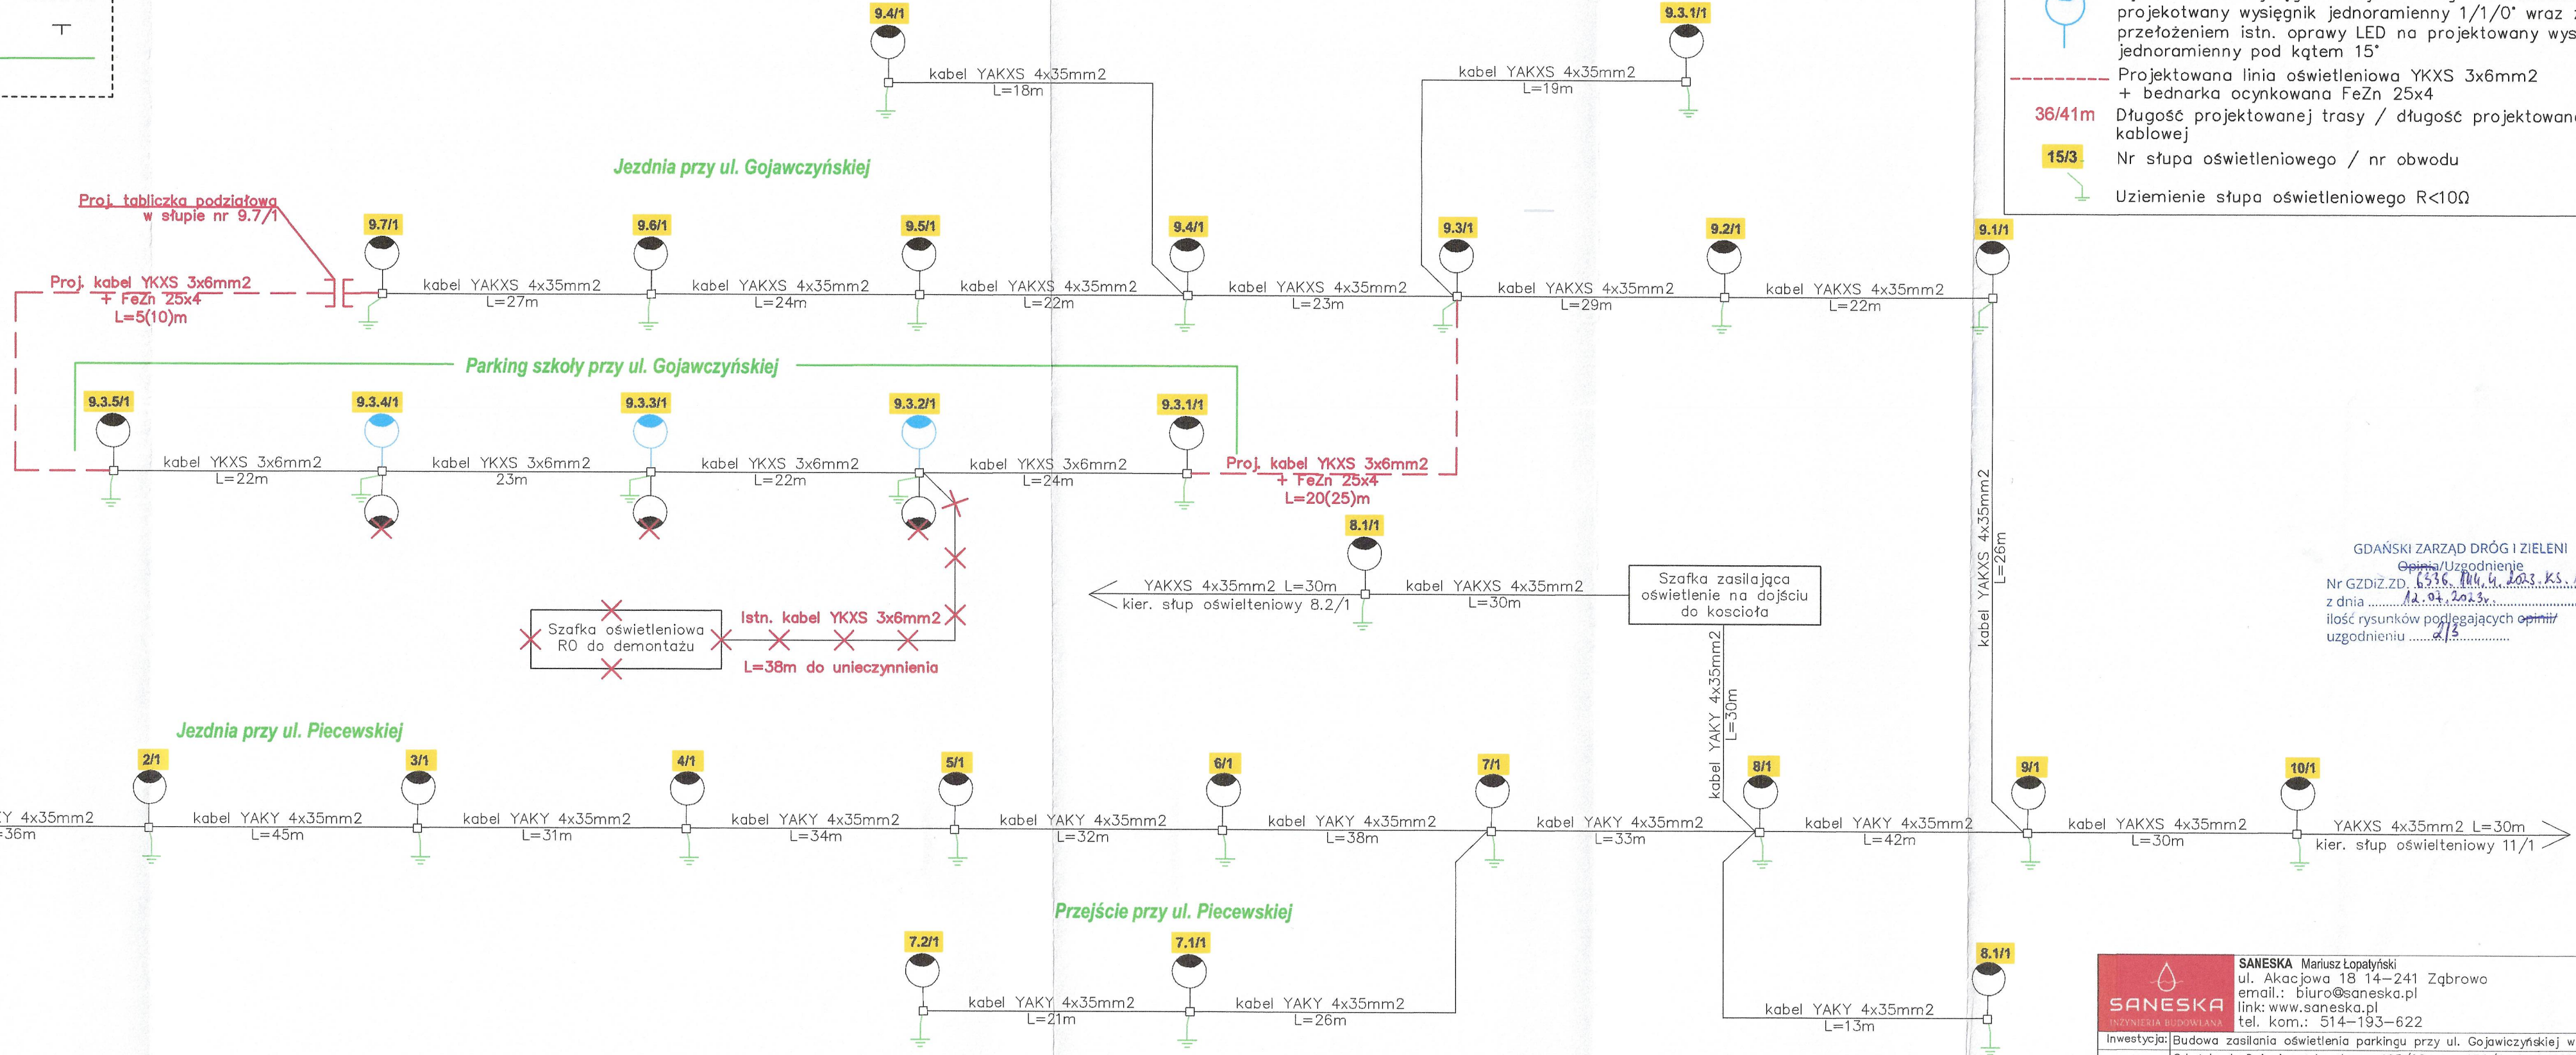 9.4/1
9.3.1/1
projekotwany wysięgnik jednoramienny 1/1/0° wraz
przełożeniem istn. oprawy LED na projektowany wys
jednoramienny pod kątem 15°
Projektowana linia oświetleniowa YKXS 3x6mm2
+ bednarka ocynkowana FeZn 25x4
36/41m Długość projektowanej trasy / długość projektowan
kablowej
15/3 Nr słupa oświetleniowego / nr obwodu
Uziemienie słupa oświetleniowego R<10Ω
kabel YAKXS 4x35mm2
L=18m
kabel YAKXS 4x35mm2
L=19m
Jezdnia przy ul. Gojawczyńskiej
Proj. tabliczka podziałowa
w słupie nr 9.7/1
9.7/1
9.6/1
9.5/1
9.4/1
9.3/1
9.2/1
9.1/1
Proj. kabel YKXS 3x6mm2
+ FeZn 25x4
L=5(10)m
kabel YAKXS 4x35mm2
L=27m
kabel YAKXS 4x35mm2
L=24m
kabel YAKXS 4x35mm2
L=22m
kabel YAKXS 4x35mm2
L=23m
kabel YAKXS 4x35mm2
L=29m
kabel YAKXS 4x35mm2
L=22m
Parking szkoły przy ul. Gojawczyńskiej
9.3.5/1
9.3.4/1
9.3.3/1
9.3.2/1
9.3.1/1
kabel YKXS 3x6mm2
L=22m
kabel YKXS 3x6mm2
23m
kabel YKXS 3x6mm2
L=22m
kabel YKXS 3x6mm2
L=24m
Proj. kabel YKXS 3x6mm2
+ FeZn 25x4
L=20(25)m
kabel YAKXS 4x35mm2
L=26m
8.1/1
YAKXS 4x35mm2 L=30m
kier. słup oświelteniowy 8.2/1
kabel YAKXS 4x35mm2
L=30m
Szafka zasilająca
oświetlenie na dojściu
do koscioła
kabel YAKY 4x35mm2
L=30m
Szafka oświetleniowa
RO do demontażu
Istn. kabel YKXS 3x6mm2
L=38m do unieczynnienia
GDAŃSKI ZARZĄD DRÓG I ZIELENI
Opinia/Uzgodnienie
Nr GZDiZ.ZD. 2023.KS.
z dnia 12.07.2023r.
ilość rysunków podlegających opinii/
uzgodnieniu 2/3
Jezdnia przy ul. Piecewskiej
2/1
3/1
4/1
5/1
6/1
7/1
8/1
9/1
10/1
Y 4x35mm2
=36m
kabel YAKY 4x35mm2
L=45m
kabel YAKY 4x35mm2
L=31m
kabel YAKY 4x35mm2
L=34m
kabel YAKY 4x35mm2
L=32m
kabel YAKY 4x35mm2
L=38m
kabel YAKY 4x35mm2
L=33m
kabel YAKY 4x35mm2
L=42m
kabel YAKXS 4x35mm2
L=30m
YAKXS 4x35mm2 L=30m
kier. słup oświelteniowy 11/1
Przejście przy ul. Piecewskiej
7.2/1
7.1/1
8.1/1
kabel YAKY 4x35mm2
L=21m
kabel YAKY 4x35mm2
L=26m
kabel YAKY 4x35mm2
L=13m
SANESKA
INŻYNIERIA BUDOWLANA
SANESKA Mariusz Łopatyński
ul. Akacjowa 18 14-241 Ząbrowo
email.: biuro@saneska.pl
link: www.saneska.pl
tel. kom.: 514-193-622
Inwestycja: Budowa zasilania oświetlenia parkingu przy ul. Gojawiczyńskiej w